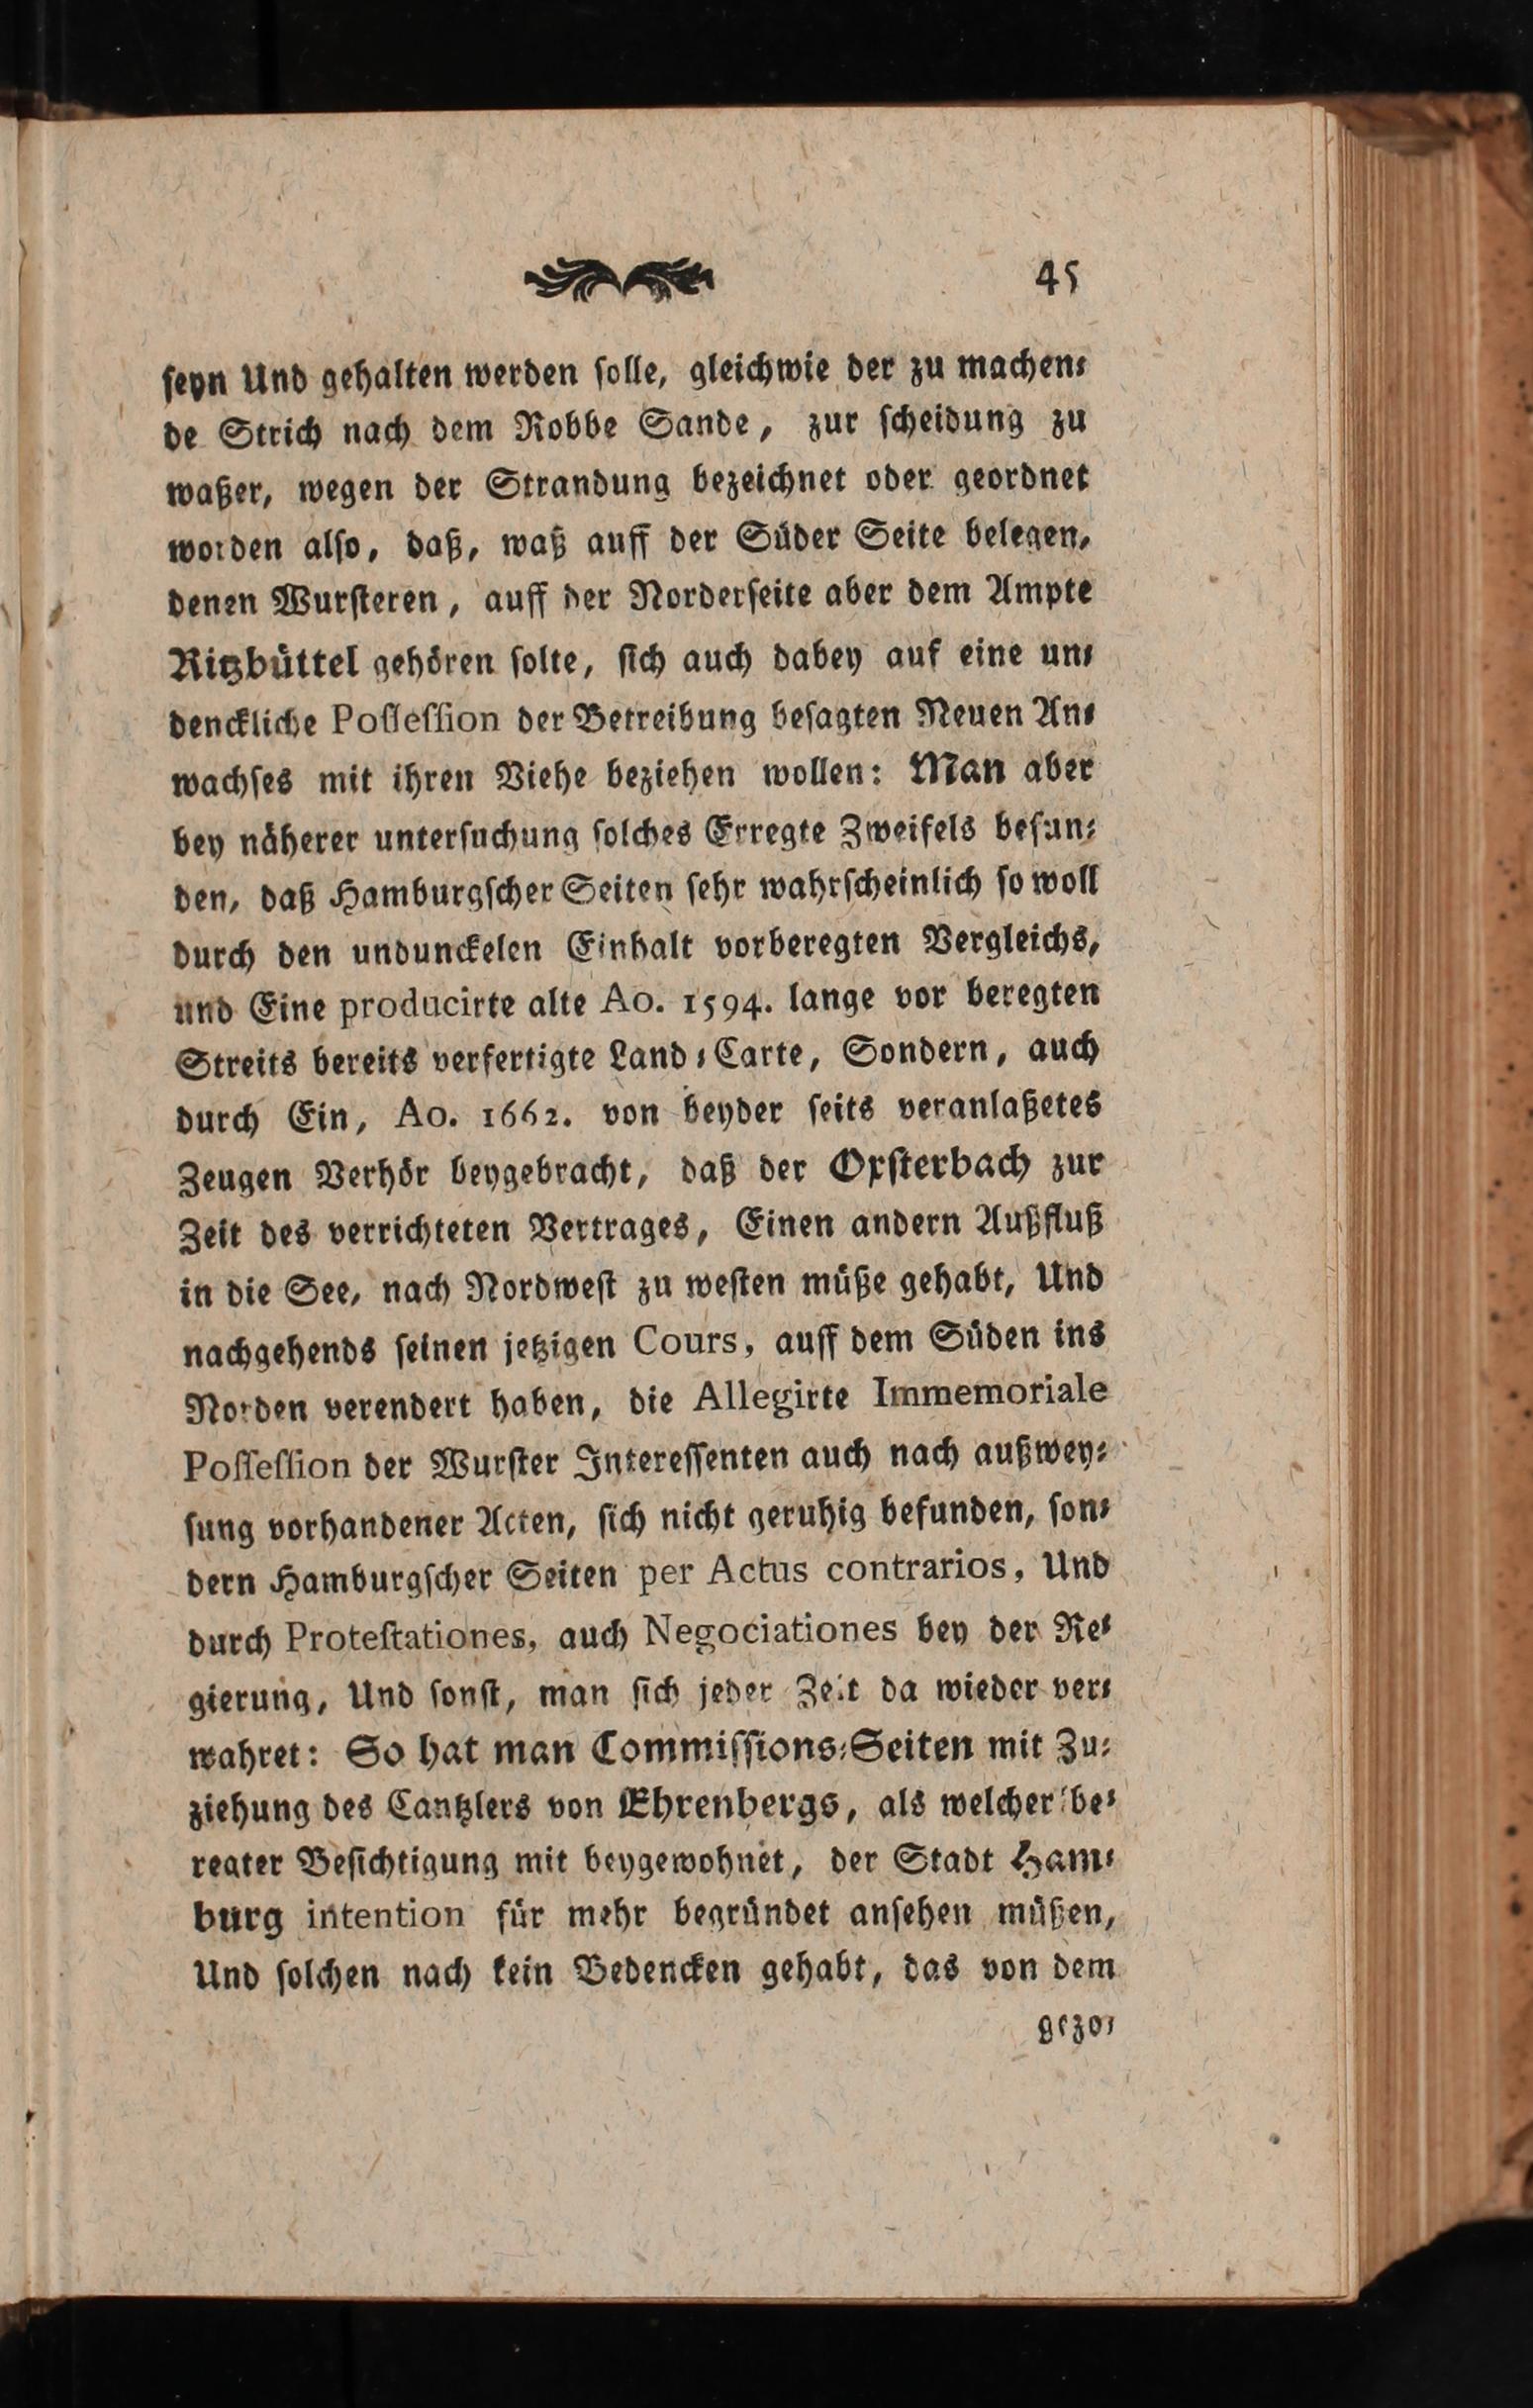 45
ſeyn Und gehalten werden ſolle, gleichwie der zu machen⸗
de Strich nach dem Robbe Sande, zur ſcheidung zu
waßer, wegen der Strandung bezeichnet oder geordnet
worden alſo, daß, waß auff der Süder Seite belegen,
denen Wurſteren, auff der Norderſeite aber dem Ampte
Ritzbüttel gehören ſolte, ſich auch dabey auf eine un⸗
denckliche Poſſeſſion der Betreibung beſagten Neuen An⸗
wachſes mit ihren Viehe beziehen wollen: Man aber
bey näherer unterſuchung ſolches Erregte Zweifels befun⸗
den, daß Hamburgſcher Seiten ſehr wahrſcheinlich ſo woll
durch den undunckelen Einhalt vorberegten Vergleichs,
und Eine producirte alte Ao. 1594. lange vor beregten
Streits bereits verfertigte Land⸗Carte, Sondern, auch
durch Ein, Ao. 1662. von beyder ſeits veranlaßetes
Zeugen Verhör beygebracht, daß der Oxſterbach zur
Zeit des verrichteten Vertrages, Einen andern Außfluß
in die See, nach Nordweſt zu weſten müße gehabt, Und
nachgehends ſeinen jetzigen Cours, auff dem Süden ins
Norden verendert haben, die Allegirte Immemoriale
Poſſeſſion der Wurſter Intereſſenten auch nach außwey⸗
ſung vorhandener Acten, ſich nicht geruhig befunden, ſon⸗
dern Hamburgſcher Seiten per Actus contrarios, Und
durch Proteſtationes, auch Negociationes bey der Re⸗
gierung, Und ſonſt, man ſich jeder Zeit da wieder ver⸗
wahret: So hat man Commiſſions⸗Seiten mit Zu⸗
ziehung des Cantzlers von Ehrenbergs, als welcher be⸗
regter Beſichtigung mit beygewohnet, der Stadt Ham⸗
burg intention für mehr begründet anſehen müßen,
Und ſolchen nach kein Bedencken gehabt, das von dem
gezo⸗